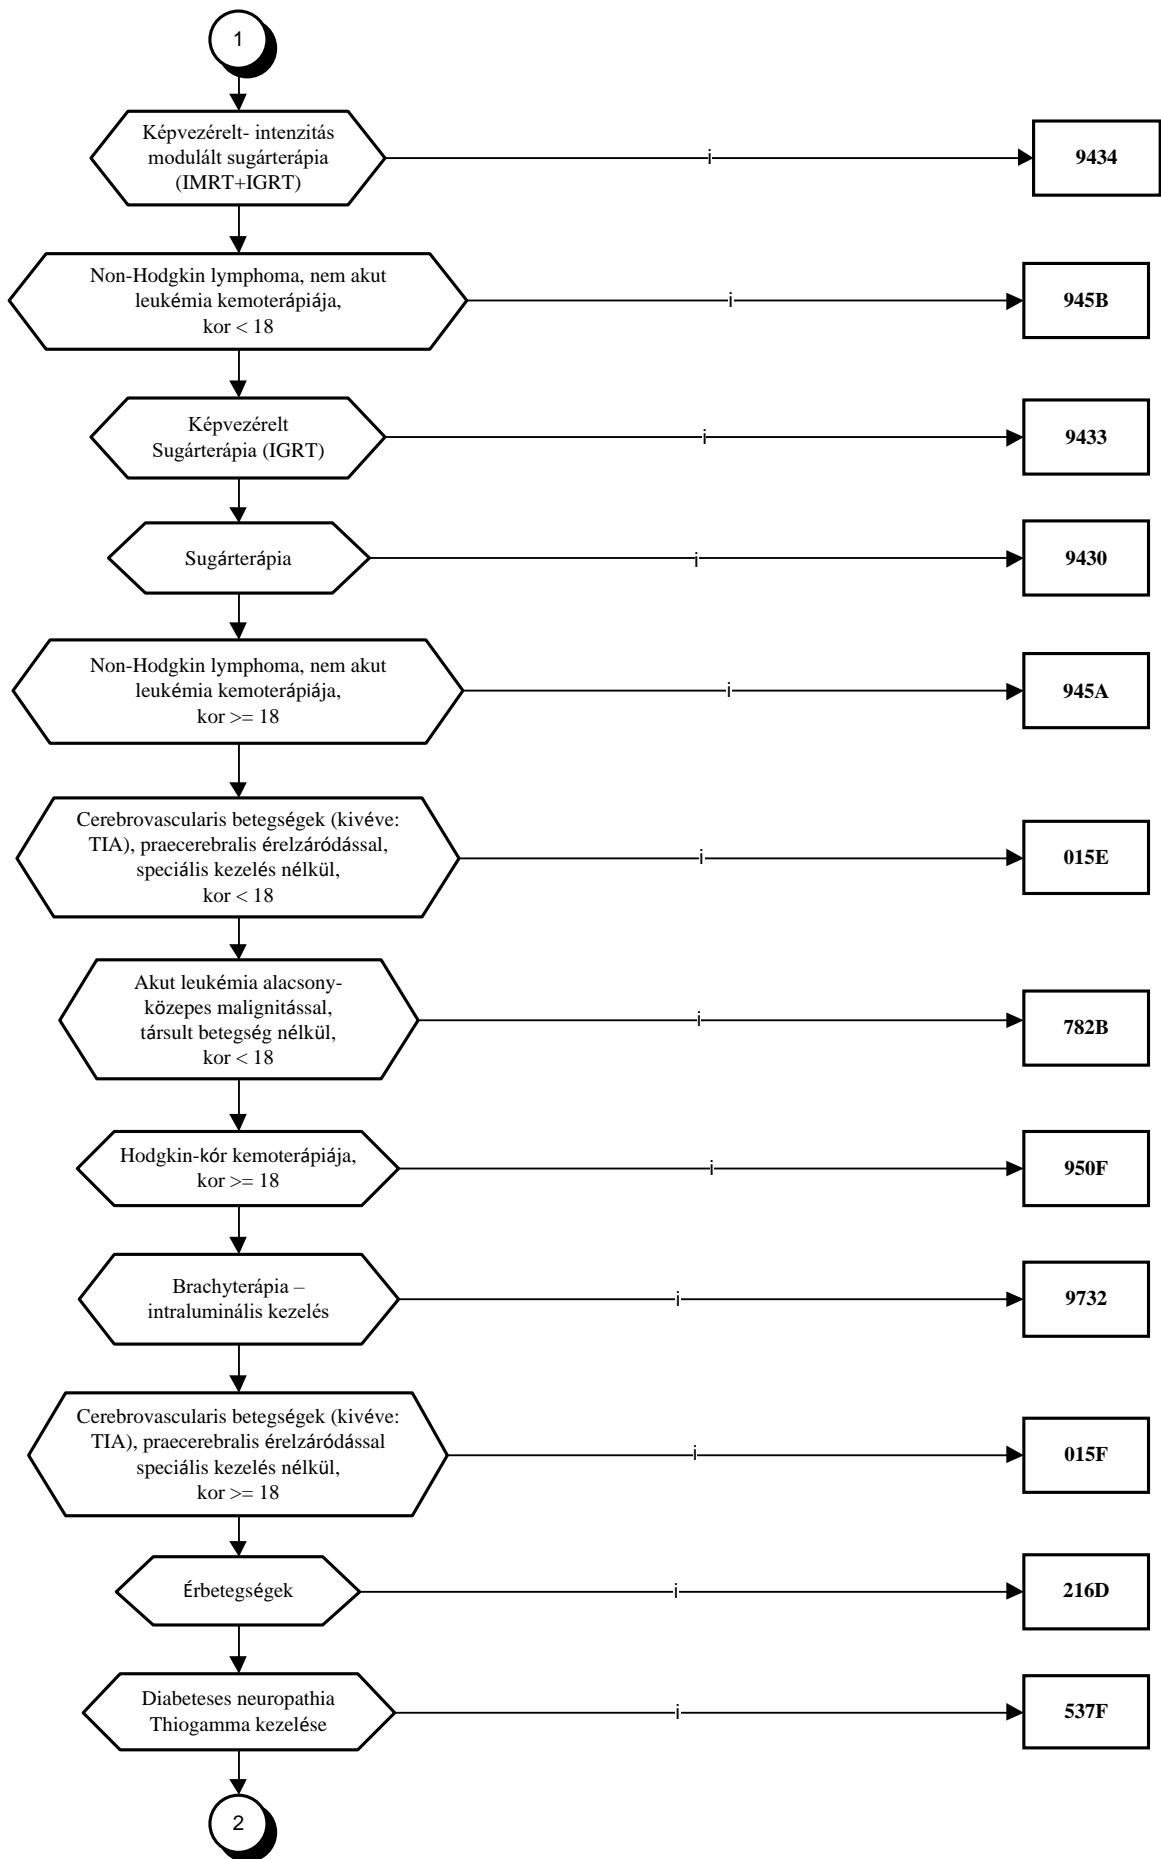 1
Képvezérelt- intenzitás
modulált sugárterápia
(IMRT+IGRT)
i
9434
Non-Hodgkin lymphoma, nem akut
leukémia kemoterápiája,
kor < 18
i
945B
Képvezérelt
Sugárterápia (IGRT)
i
9433
Sugárterápia
i
9430
Non-Hodgkin lymphoma, nem akut
leukémia kemoterápiája,
kor >= 18
i
945A
Cerebrovascularis betegségek (kivéve:
TIA), praecerebralis érelzáródással,
speciális kezelés nélkül,
kor < 18
i
015E
Akut leukémia alacsony-
közepes malignitással,
társult betegség nélkül,
kor < 18
i
782B
Hodgkin-kór kemoterápiája,
kor >= 18
i
950F
Brachyterápia –
intraluminális kezelés
i
9732
Cerebrovascularis betegségek (kivéve:
TIA), praecerebralis érelzáródással
speciális kezelés nélkül,
kor >= 18
i
015F
Érbetegségek
i
216D
Diabeteses neuropathia
Thiogamma kezelése
i
537F
2